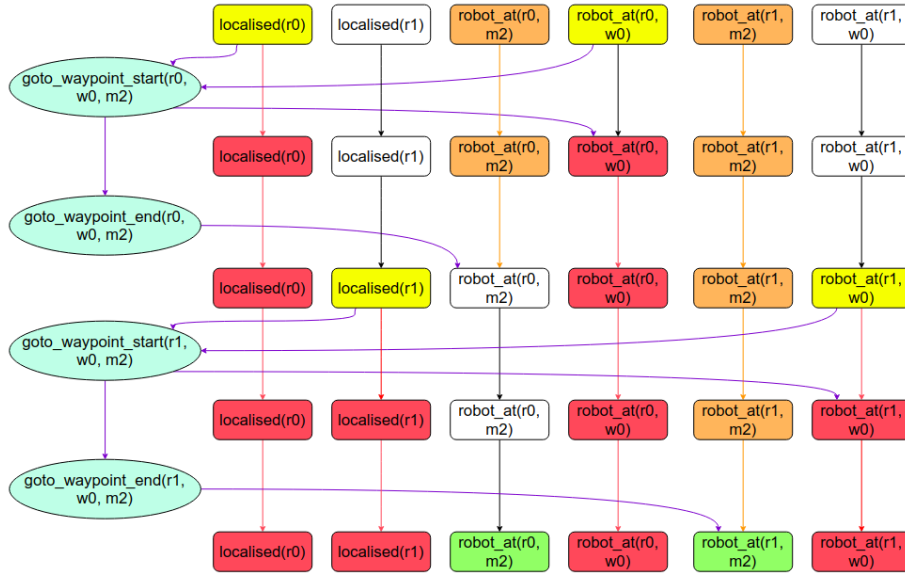 localised(r0)
localised(r1)
robot_at(r0,
m2)
robot_at(r0,
w0)
robot_at(r1,
m2)
robot_at(r1,
w0)
goto_waypoint_start(r0,
w0, m2)
localised(r0)
localised(r1)
robot_at(r0,
m2)
robot_at(r0,
w0)
robot_at(r1,
m2)
robot_at(r1,
w0)
goto_waypoint_end(r0,
w0, m2)
localised(r0)
localised(r1)
robot_at(r0,
m2)
robot_at(r0,
w0)
robot_at(r1,
m2)
robot_at(r1,
w0)
goto_waypoint_start(r1,
w0, m2)
localised(r0)
localised(r1)
robot_at(r0,
m2)
robot_at(r0,
w0)
robot_at(r1,
m2)
robot_at(r1,
w0)
goto_waypoint_end(r1,
w0, m2)
localised(r0)
localised(r1)
robot_at(r0,
m2)
robot_at(r0,
w0)
robot_at(r1,
m2)
robot_at(r1,
w0)